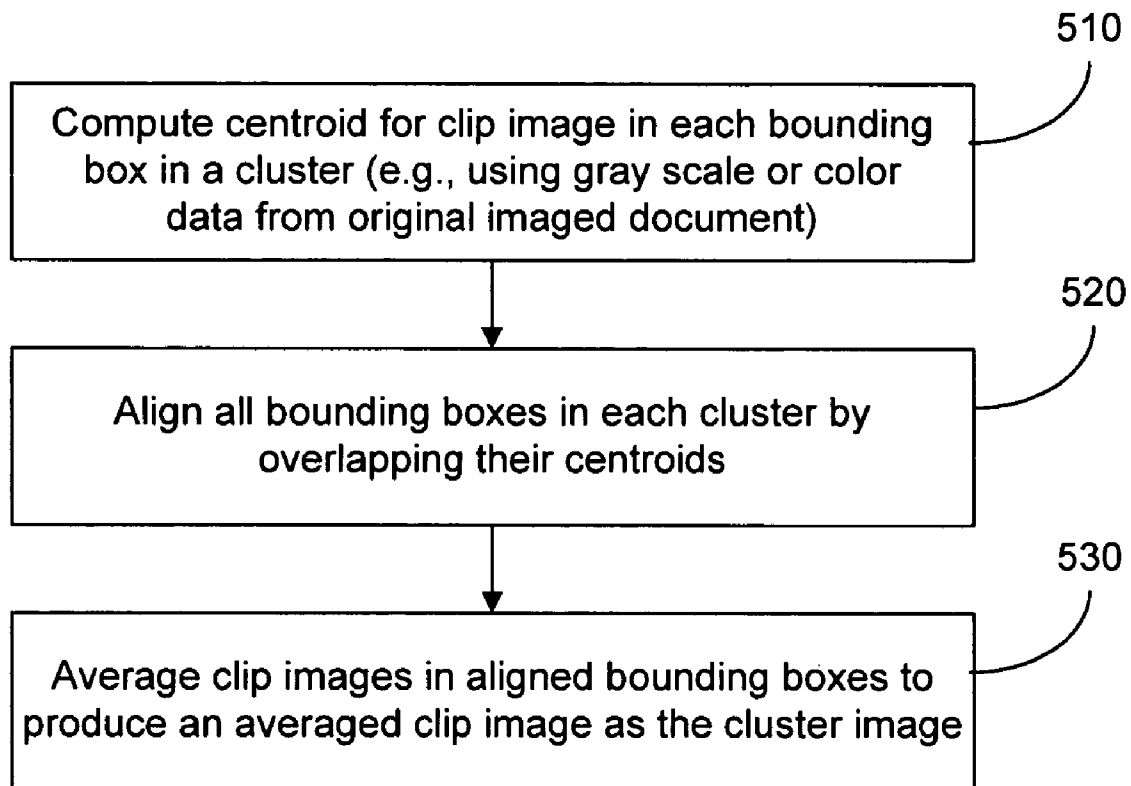 510
Compute centroid for clip image in each bounding
box in a cluster (e.g., using gray scale or color
data from original imaged document)
520
Align all bounding boxes in each cluster by
overlapping their centroids
530
Average clip images in aligned bounding boxes to
produce an averaged clip image as the cluster image